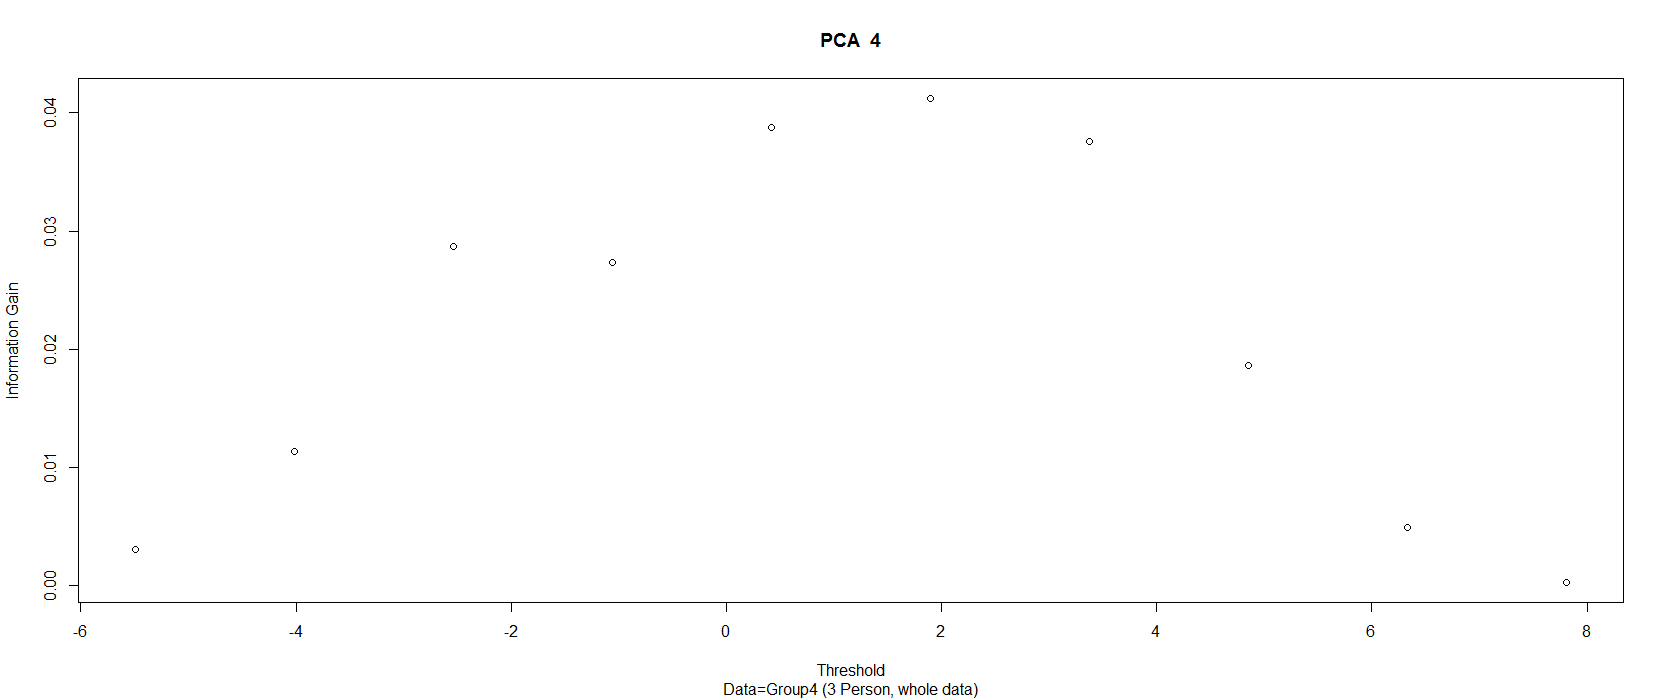 PCA  4
0.04
0.03
0.02
0.01
0.00
Information Gain
-6 -4 -2 0 2 4 6 8
Threshold
Data=Group4 (3 Person, whole data)